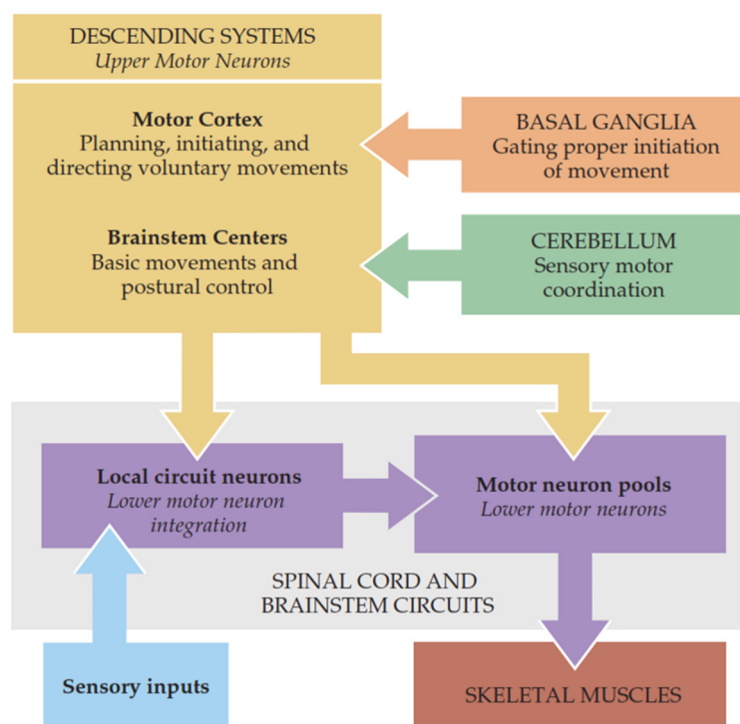 DESCENDING SYSTEMS
Upper Motor Neurons
Motor Cortex
Planning, initiating, and
directing voluntary movements
BASAL GANGLIA
Gating proper initiation
of movement
Brainstem Centers
Basic movements and
postural control
CEREBELLUM
Sensory motor
coordination
Local circuit neurons
Lower motor neuron
integration
Motor neuron pools
Lower motor neurons
SPINAL CORD AND
BRAINSTEM CIRCUITS
Sensory inputs
SKELETAL MUSCLES